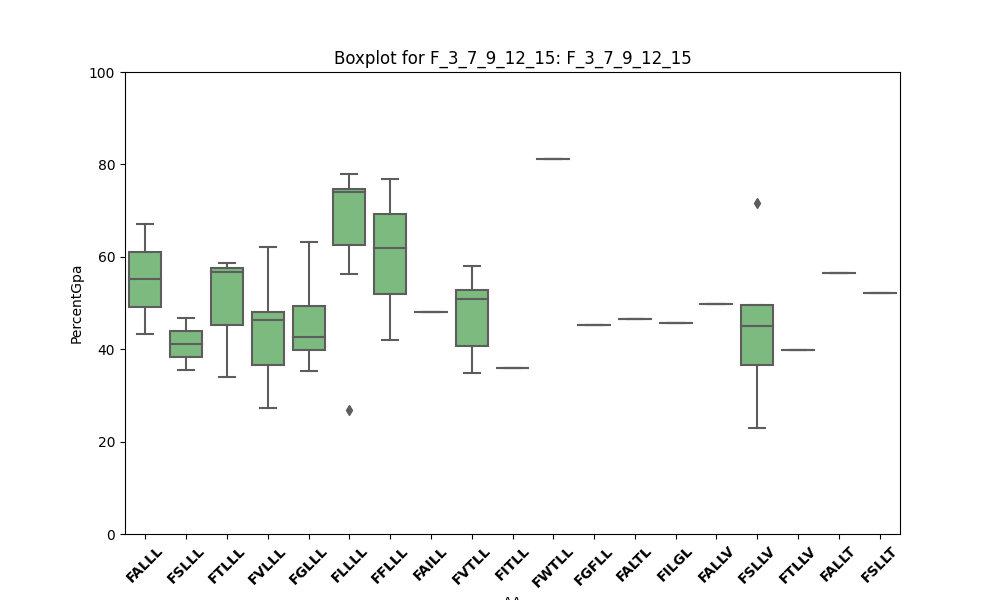 Boxplot for F_3_7_9_12_15: F_3_7_9_12_15
100
80
60
40
20
0
PercentGpa
FALLL
FSLLL
FTLLL
FVLLL
FGLLL
FLLLL
FFLLL
FAILL
FVTLL
FITLL
FWTLL
FGFLL
FALTL
FILGL
FALLV
FSLLV
FTLLV
FALLT
FSLLT